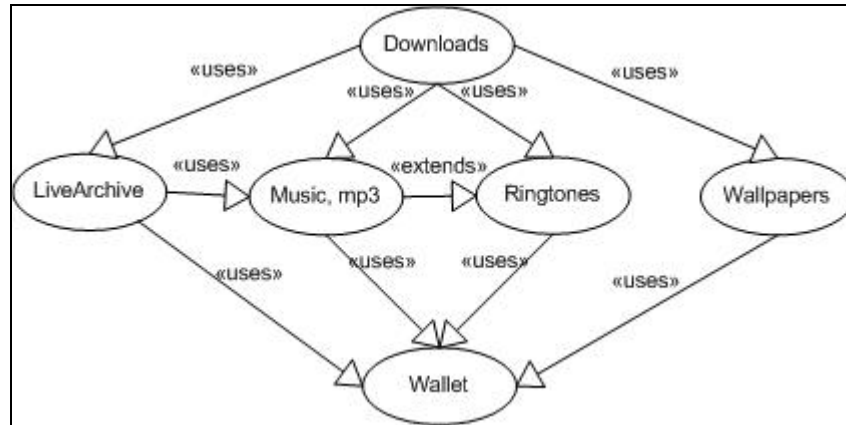 Downloads
«uses»
«uses» «uses»
«uses»
«uses»
«extends»
LiveArchive
Music, mp3
Ringtones
Wallpapers
«uses»
«uses»
«uses»
«uses»
Wallet